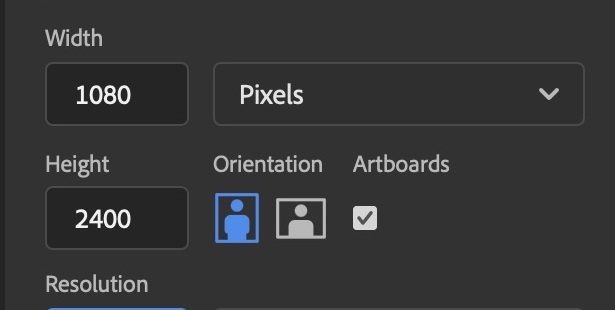 Width
1080 Pixels
Height Orientation Artboards
2400
Resolution